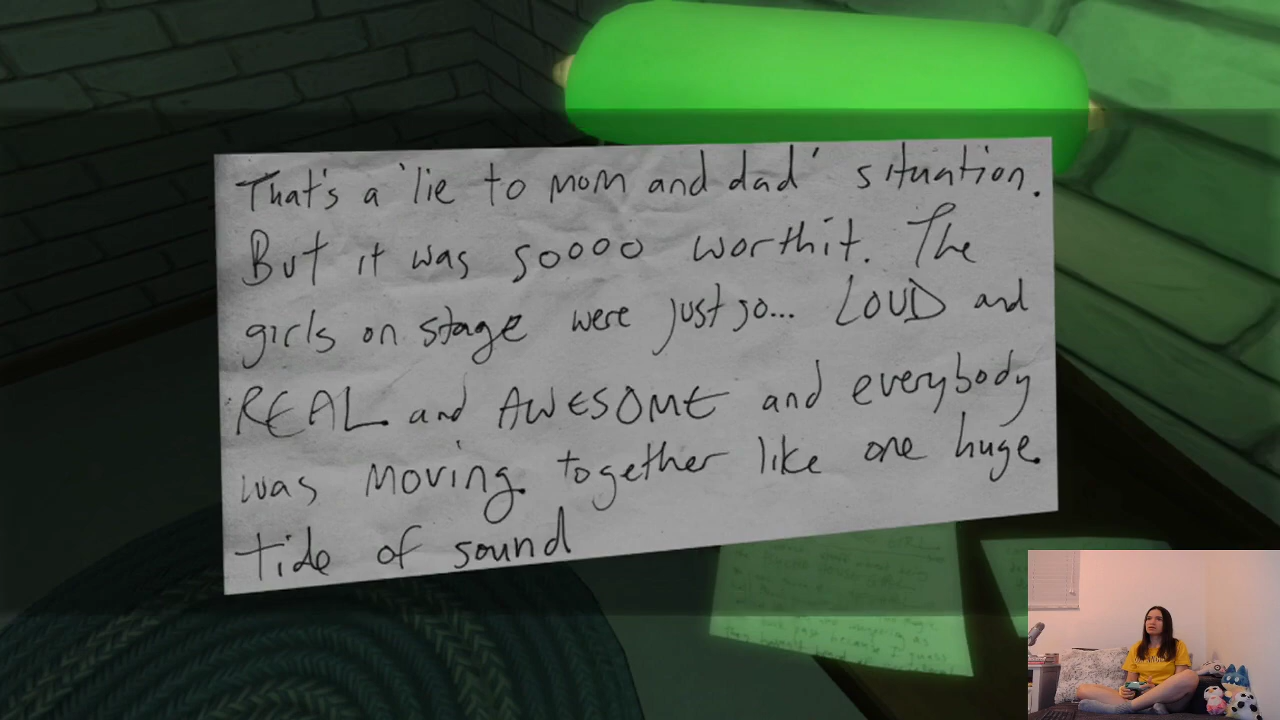 That's a 'lie to mom and dad' situation.
But it was soooo worthit. The
girls on stage were just so... LOUD and
REAL and AWESOME and everybody
was moving together like one huge
tide of sound